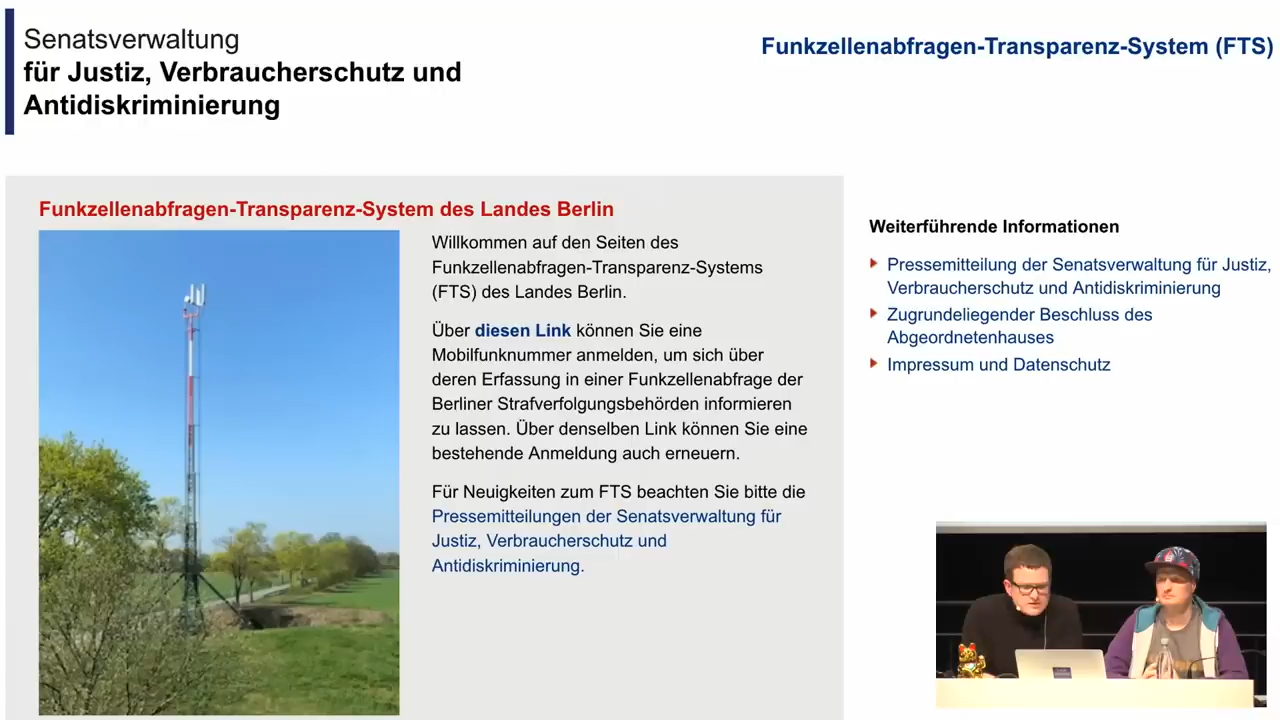 Senatsverwaltung
für Justiz, Verbraucherschutz und
Antidiskriminierung
Funkzellenabfragen-Transparenz-System (FTS)
Funkzellenabfragen-Transparenz-System des Landes Berlin
Willkommen auf den Seiten des
Funkzellenabfragen-Transparenz-Systems
(FTS) des Landes Berlin.
Über diesen Link können Sie eine
Mobilfunknummer anmelden, um sich über
deren Erfassung in einer Funkzellenabfrage der
Berliner Strafverfolgungsbehörden informieren
zu lassen. Über denselben Link können Sie eine
bestehende Anmeldung auch erneuern.
Für Neuigkeiten zum FTS beachten Sie bitte die
Pressemitteilungen der Senatsverwaltung für
Justiz, Verbraucherschutz und
Antidiskriminierung.
Weiterführende Informationen
Pressemitteilung der Senatsverwaltung für Justiz,
Verbraucherschutz und Antidiskriminierung
Zugrundeliegender Beschluss des
Abgeordnetenhauses
Impressum und Datenschutz